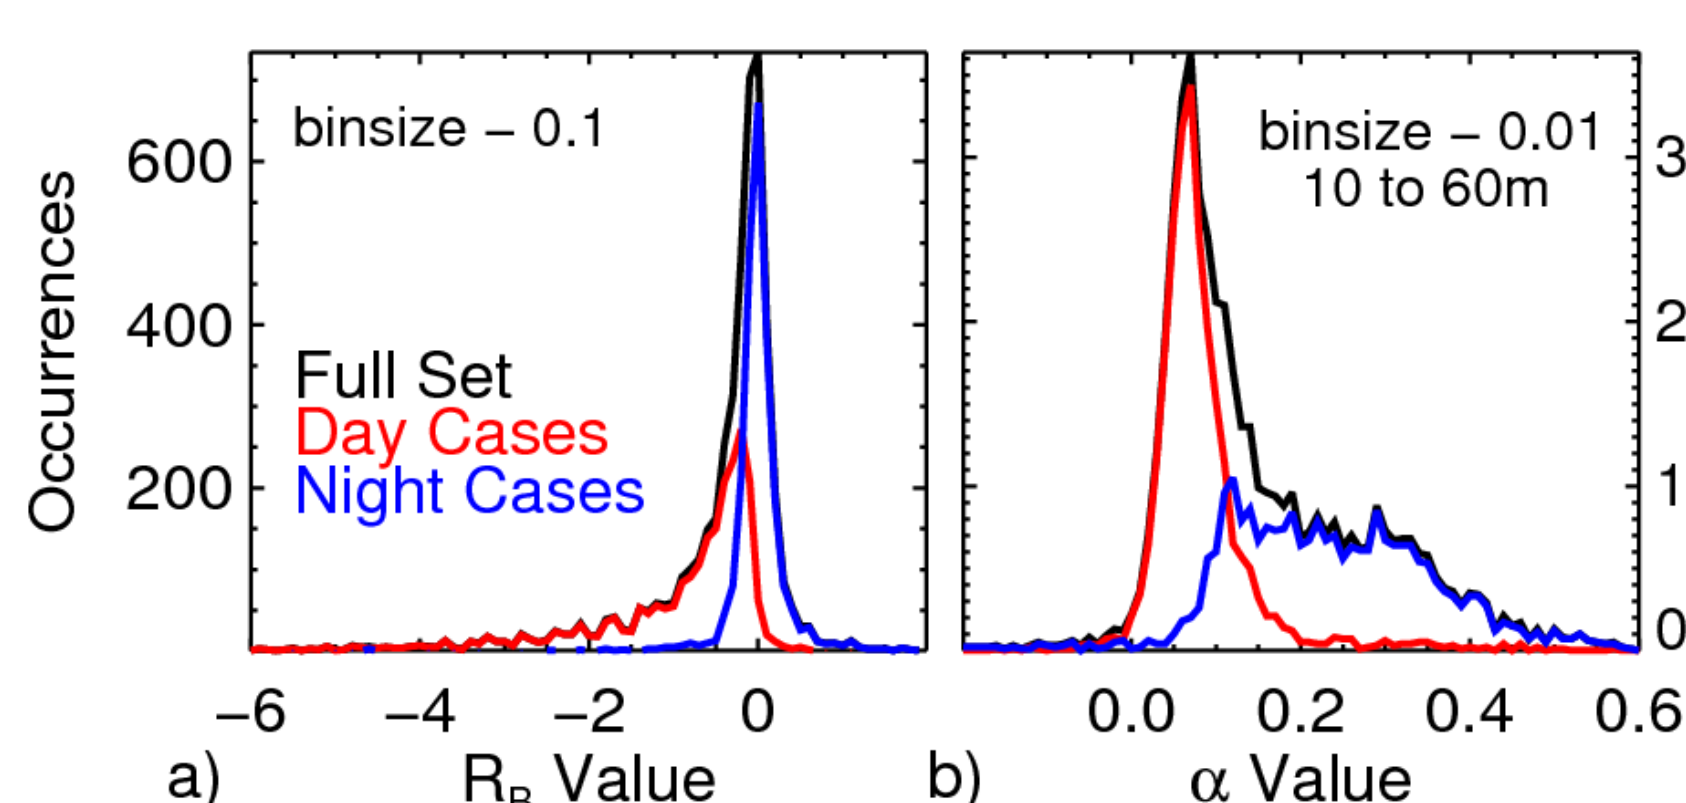 binsize − 0.1
Full Set
Day Cases
Night Cases
Occurrences
600
400
200
−6 −4 −2 0
a) R_B Value
binsize − 0.01
10 to 60m
3
2
1
0
0.0 0.2 0.4 0.6
b) α Value